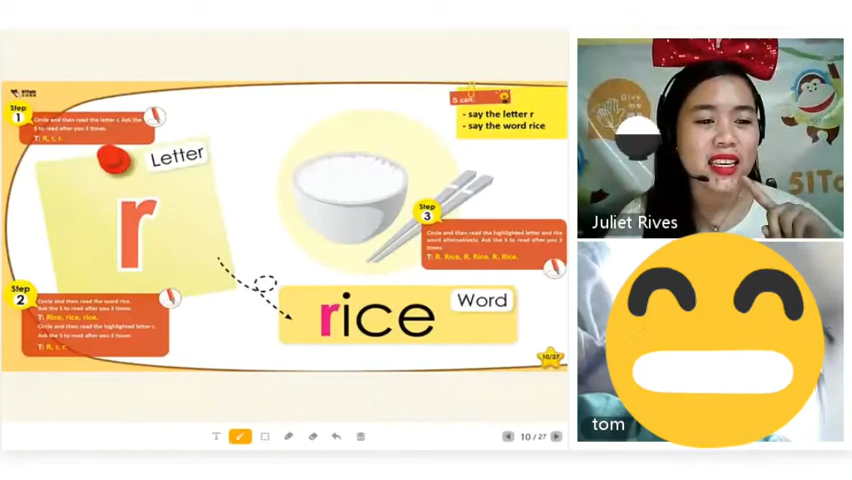 Step
1
Circle and then read the letter r. Ask the
S to read after you 3 times.
T: R, r, r.
Letter
r
S can:
- say the letter r
- say the word rice
Step
3
Circle and then read the highlighted letter and the
word alternatively. Ask the S to read after you 3
times.
T: R, Rice, R. Rice, R. Rice.
Step
2
Circle and then read the word rice.
Ask the S to read after you 3 times.
T: Rice, rice, rice.
Circle and then read the highlighted letter r.
Ask the S to read after you 3 times.
T: R, r, r.
rice
Word
10/27
T
10 / 27
Give
me
51Ta
Juliet Rives
tom